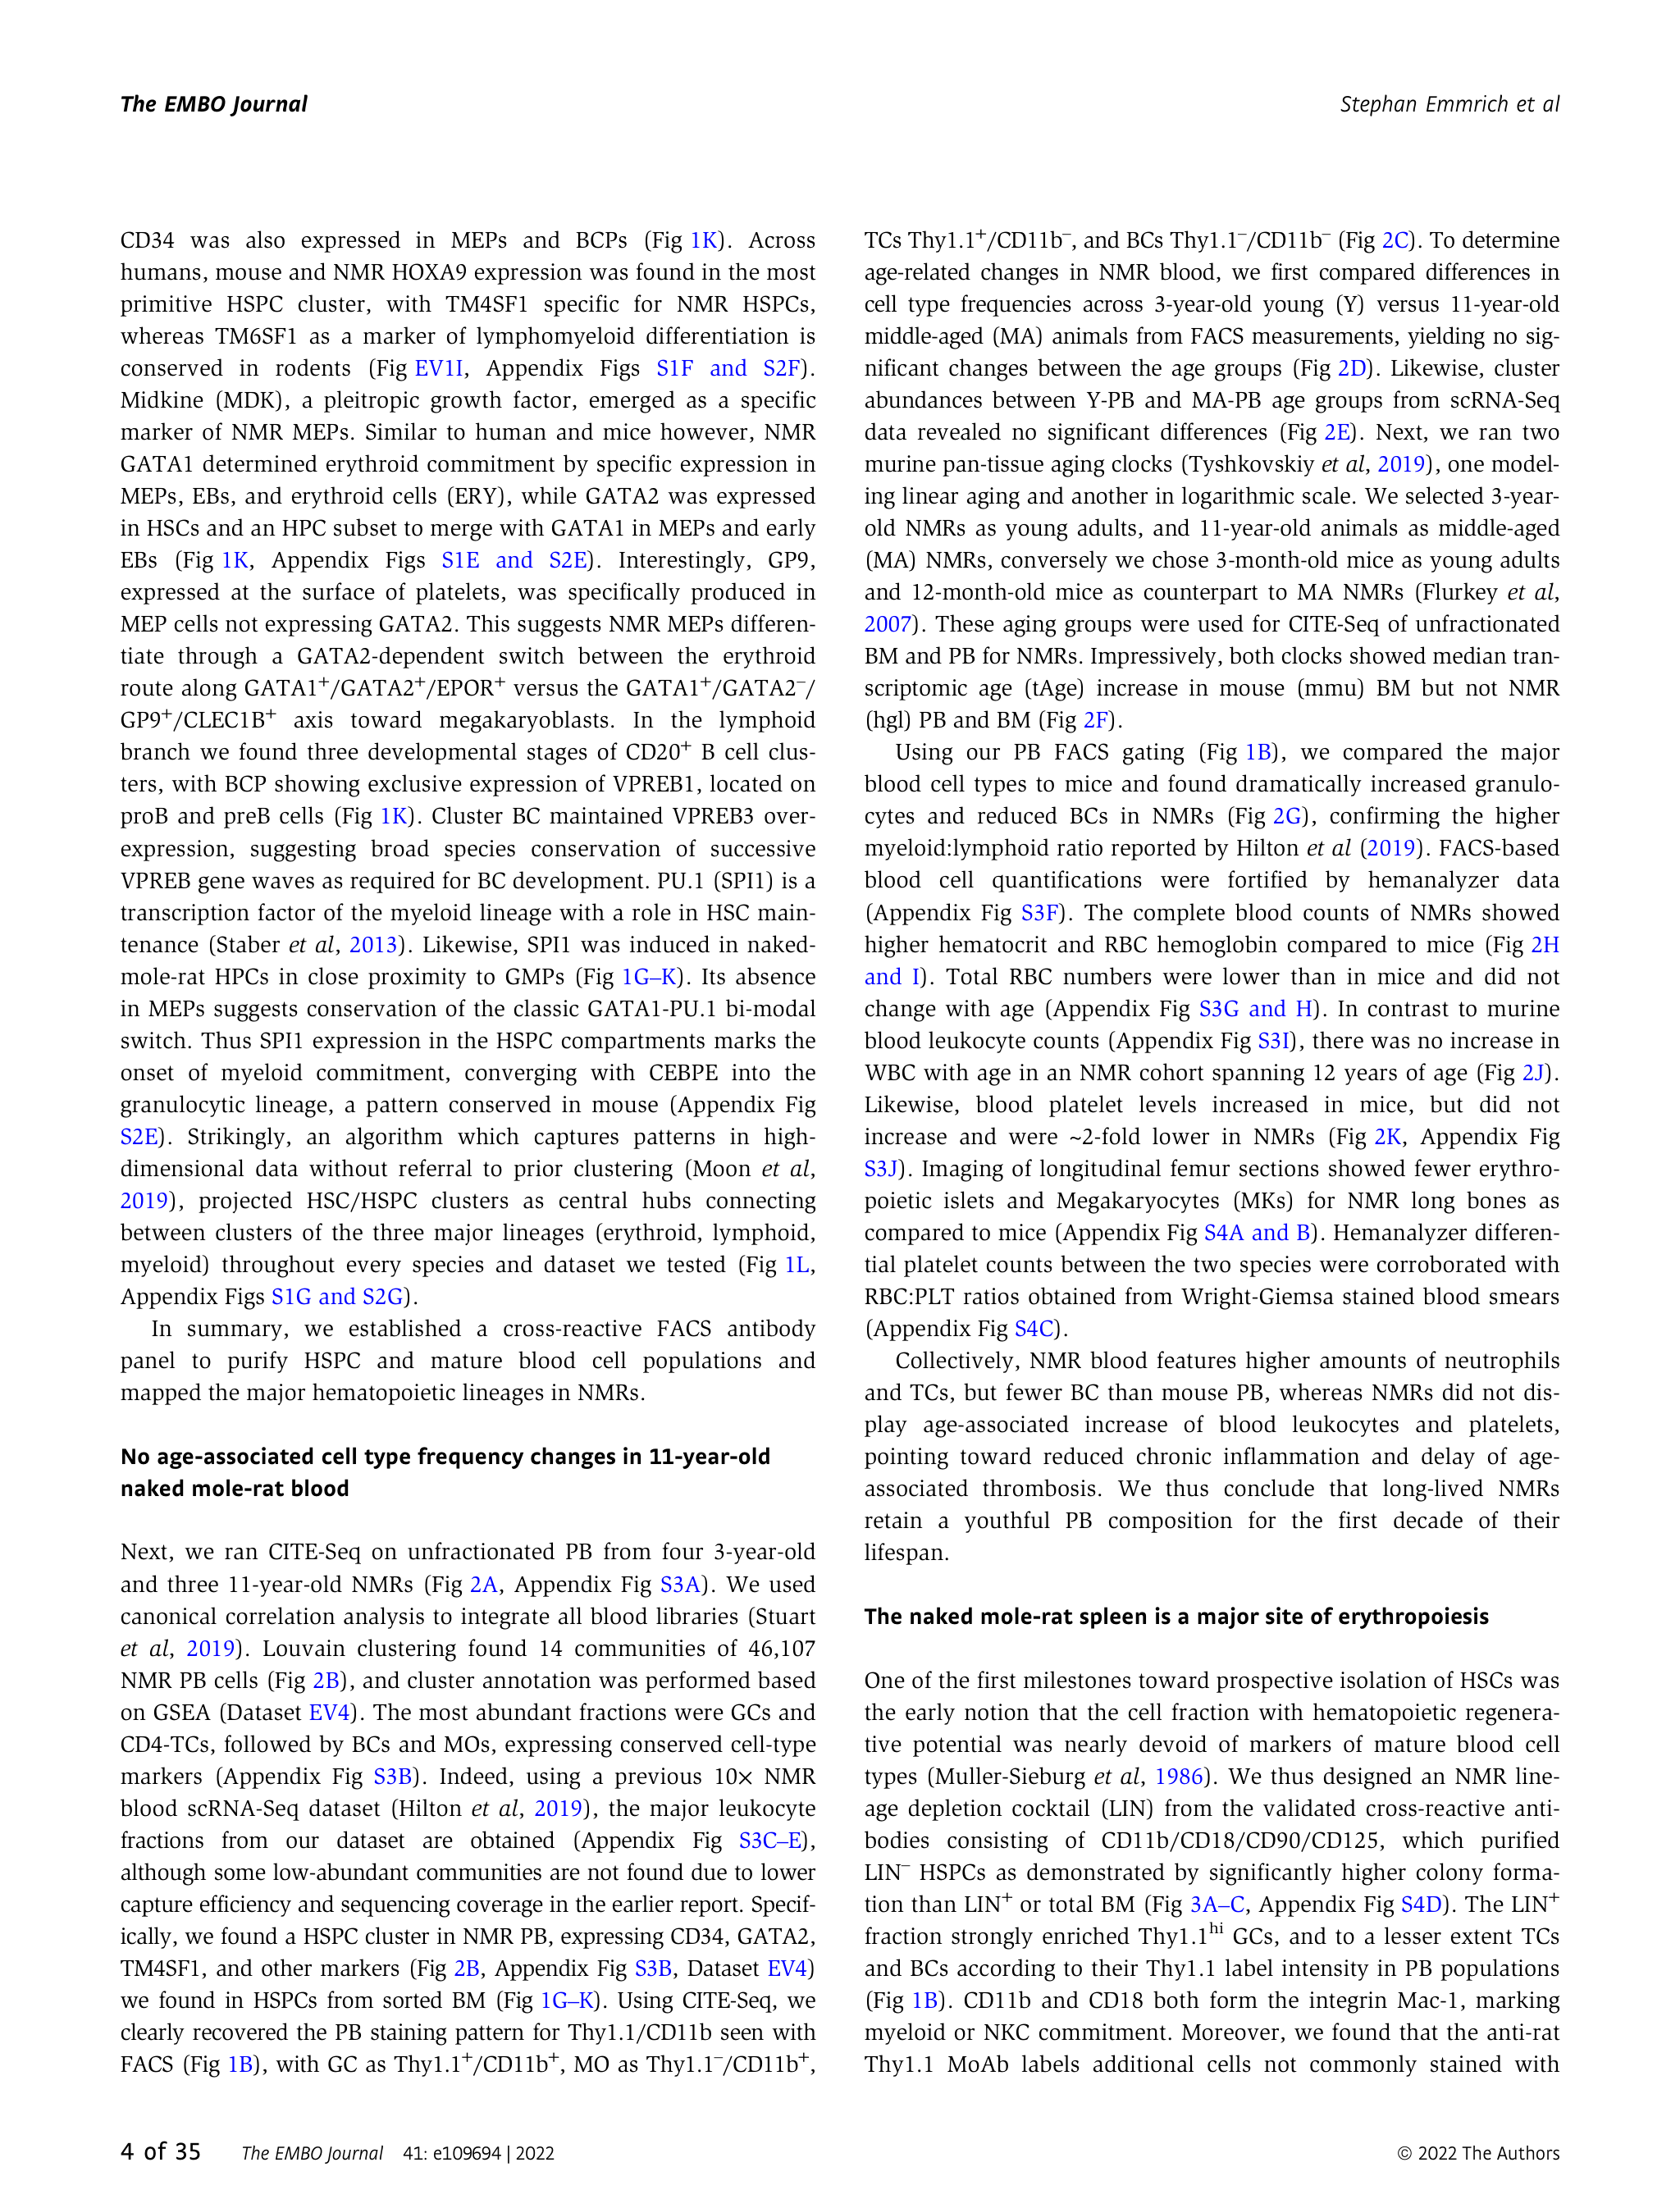 The EMBO Journal
Stephan Emmrich et al
CD34 was also expressed in MEPs and BCPs (Fig 1K). Across
humans, mouse and NMR HOXA9 expression was found in the most
primitive HSPC cluster, with TM4SF1 specific for NMR HSPCs,
whereas TM6SF1 as a marker of lymphomyeloid differentiation is
conserved in rodents (Fig EV1I, Appendix Figs S1F and S2F).
Midkine (MDK), a pleitropic growth factor, emerged as a specific
marker of NMR MEPs. Similar to human and mice however, NMR
GATA1 determined erythroid commitment by specific expression in
MEPs, EBs, and erythroid cells (ERY), while GATA2 was expressed
in HSCs and an HPC subset to merge with GATA1 in MEPs and early
EBs (Fig 1K, Appendix Figs S1E and S2E). Interestingly, GP9,
expressed at the surface of platelets, was specifically produced in
MEP cells not expressing GATA2. This suggests NMR MEPs differen-
tiate through a GATA2-dependent switch between the erythroid
route along GATA1⁺/GATA2⁺/EPOR⁺ versus the GATA1⁺/GATA2⁻/
GP9⁺/CLEC1B⁺ axis toward megakaryoblasts. In the lymphoid
branch we found three developmental stages of CD20⁺ B cell clus-
ters, with BCP showing exclusive expression of VPREB1, located on
proB and preB cells (Fig 1K). Cluster BC maintained VPREB3 over-
expression, suggesting broad species conservation of successive
VPREB gene waves as required for BC development. PU.1 (SPI1) is a
transcription factor of the myeloid lineage with a role in HSC main-
tenance (Staber et al, 2013). Likewise, SPI1 was induced in naked-
mole-rat HPCs in close proximity to GMPs (Fig 1G–K). Its absence
in MEPs suggests conservation of the classic GATA1-PU.1 bi-modal
switch. Thus SPI1 expression in the HSPC compartments marks the
onset of myeloid commitment, converging with CEBPE into the
granulocytic lineage, a pattern conserved in mouse (Appendix Fig
S2E). Strikingly, an algorithm which captures patterns in high-
dimensional data without referral to prior clustering (Moon et al,
2019), projected HSC/HSPC clusters as central hubs connecting
between clusters of the three major lineages (erythroid, lymphoid,
myeloid) throughout every species and dataset we tested (Fig 1L,
Appendix Figs S1G and S2G).
In summary, we established a cross-reactive FACS antibody
panel to purify HSPC and mature blood cell populations and
mapped the major hematopoietic lineages in NMRs.
No age-associated cell type frequency changes in 11-year-old
naked mole-rat blood
Next, we ran CITE-Seq on unfractionated PB from four 3-year-old
and three 11-year-old NMRs (Fig 2A, Appendix Fig S3A). We used
canonical correlation analysis to integrate all blood libraries (Stuart
et al, 2019). Louvain clustering found 14 communities of 46,107
NMR PB cells (Fig 2B), and cluster annotation was performed based
on GSEA (Dataset EV4). The most abundant fractions were GCs and
CD4-TCs, followed by BCs and MOs, expressing conserved cell-type
markers (Appendix Fig S3B). Indeed, using a previous 10× NMR
blood scRNA-Seq dataset (Hilton et al, 2019), the major leukocyte
fractions from our dataset are obtained (Appendix Fig S3C–E),
although some low-abundant communities are not found due to lower
capture efficiency and sequencing coverage in the earlier report. Specif-
ically, we found a HSPC cluster in NMR PB, expressing CD34, GATA2,
TM4SF1, and other markers (Fig 2B, Appendix Fig S3B, Dataset EV4)
we found in HSPCs from sorted BM (Fig 1G–K). Using CITE-Seq, we
clearly recovered the PB staining pattern for Thy1.1/CD11b seen with
FACS (Fig 1B), with GC as Thy1.1⁺/CD11b⁺, MO as Thy1.1⁻/CD11b⁺,
TCs Thy1.1⁺/CD11b⁻, and BCs Thy1.1⁻/CD11b⁻ (Fig 2C). To determine
age-related changes in NMR blood, we first compared differences in
cell type frequencies across 3-year-old young (Y) versus 11-year-old
middle-aged (MA) animals from FACS measurements, yielding no sig-
nificant changes between the age groups (Fig 2D). Likewise, cluster
abundances between Y-PB and MA-PB age groups from scRNA-Seq
data revealed no significant differences (Fig 2E). Next, we ran two
murine pan-tissue aging clocks (Tyshkovskiy et al, 2019), one model-
ing linear aging and another in logarithmic scale. We selected 3-year-
old NMRs as young adults, and 11-year-old animals as middle-aged
(MA) NMRs, conversely we chose 3-month-old mice as young adults
and 12-month-old mice as counterpart to MA NMRs (Flurkey et al,
2007). These aging groups were used for CITE-Seq of unfractionated
BM and PB for NMRs. Impressively, both clocks showed median tran-
scriptomic age (tAge) increase in mouse (mmu) BM but not NMR
(hgl) PB and BM (Fig 2F).
Using our PB FACS gating (Fig 1B), we compared the major
blood cell types to mice and found dramatically increased granulo-
cytes and reduced BCs in NMRs (Fig 2G), confirming the higher
myeloid:lymphoid ratio reported by Hilton et al (2019). FACS-based
blood cell quantifications were fortified by hemanalyzer data
(Appendix Fig S3F). The complete blood counts of NMRs showed
higher hematocrit and RBC hemoglobin compared to mice (Fig 2H
and I). Total RBC numbers were lower than in mice and did not
change with age (Appendix Fig S3G and H). In contrast to murine
blood leukocyte counts (Appendix Fig S3I), there was no increase in
WBC with age in an NMR cohort spanning 12 years of age (Fig 2J).
Likewise, blood platelet levels increased in mice, but did not
increase and were ~2-fold lower in NMRs (Fig 2K, Appendix Fig
S3J). Imaging of longitudinal femur sections showed fewer erythro-
poietic islets and Megakaryocytes (MKs) for NMR long bones as
compared to mice (Appendix Fig S4A and B). Hemanalyzer differen-
tial platelet counts between the two species were corroborated with
RBC:PLT ratios obtained from Wright-Giemsa stained blood smears
(Appendix Fig S4C).
Collectively, NMR blood features higher amounts of neutrophils
and TCs, but fewer BC than mouse PB, whereas NMRs did not dis-
play age-associated increase of blood leukocytes and platelets,
pointing toward reduced chronic inflammation and delay of age-
associated thrombosis. We thus conclude that long-lived NMRs
retain a youthful PB composition for the first decade of their
lifespan.
The naked mole-rat spleen is a major site of erythropoiesis
One of the first milestones toward prospective isolation of HSCs was
the early notion that the cell fraction with hematopoietic regenera-
tive potential was nearly devoid of markers of mature blood cell
types (Muller-Sieburg et al, 1986). We thus designed an NMR line-
age depletion cocktail (LIN) from the validated cross-reactive anti-
bodies consisting of CD11b/CD18/CD90/CD125, which purified
LIN⁻ HSPCs as demonstrated by significantly higher colony forma-
tion than LIN⁺ or total BM (Fig 3A–C, Appendix Fig S4D). The LIN⁺
fraction strongly enriched Thy1.1ʰⁱ GCs, and to a lesser extent TCs
and BCs according to their Thy1.1 label intensity in PB populations
(Fig 1B). CD11b and CD18 both form the integrin Mac-1, marking
myeloid or NKC commitment. Moreover, we found that the anti-rat
Thy1.1 MoAb labels additional cells not commonly stained with
4 of 35 The EMBO Journal 41: e109694 | 2022
© 2022 The Authors